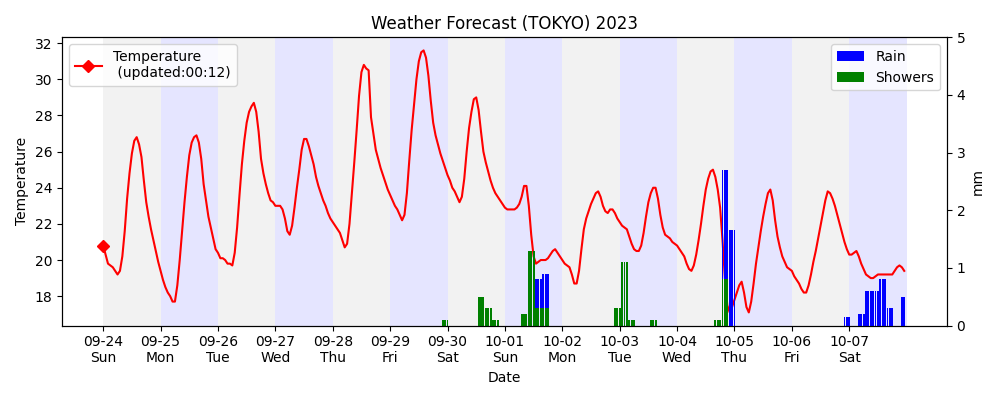 Weather Forecast (TOKYO) 2023
Temperature
(updated:00:12)
Rain
Showers
Temperature
32
30
28
26
24
22
20
18
5
4
3
2
1
0
mm
09-24 09-25 09-26 09-27 09-28 09-29 09-30 10-01 10-02 10-03 10-04 10-05 10-06 10-07
Sun Mon Tue Wed Thu Fri Sat Sun Mon Tue Wed Thu Fri Sat
Date